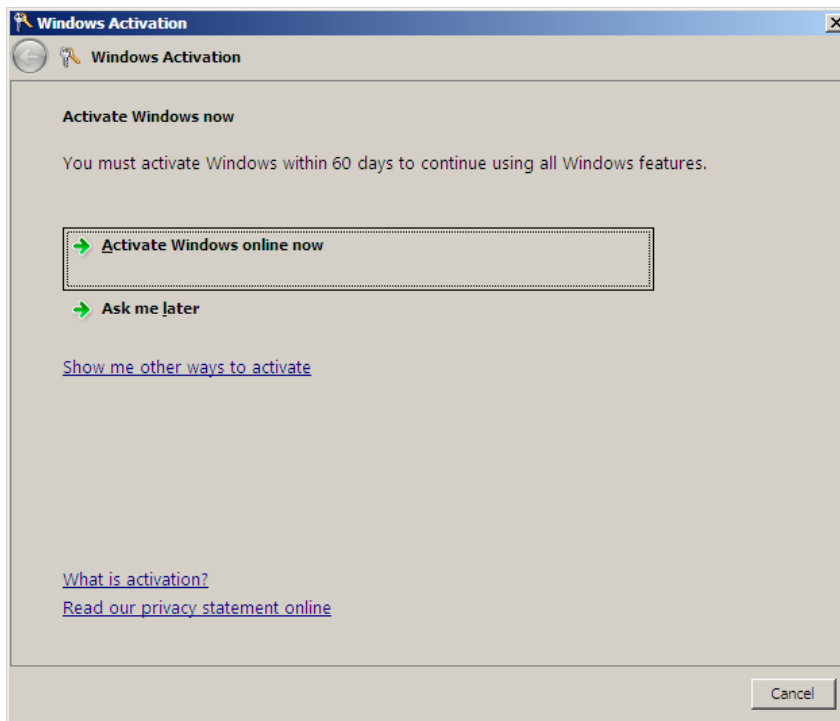 Windows Activation
Windows Activation
Activate Windows now
You must activate Windows within 60 days to continue using all Windows features.
Activate Windows online now
Ask me later
Show me other ways to activate
What is activation?
Read our privacy statement online
Cancel